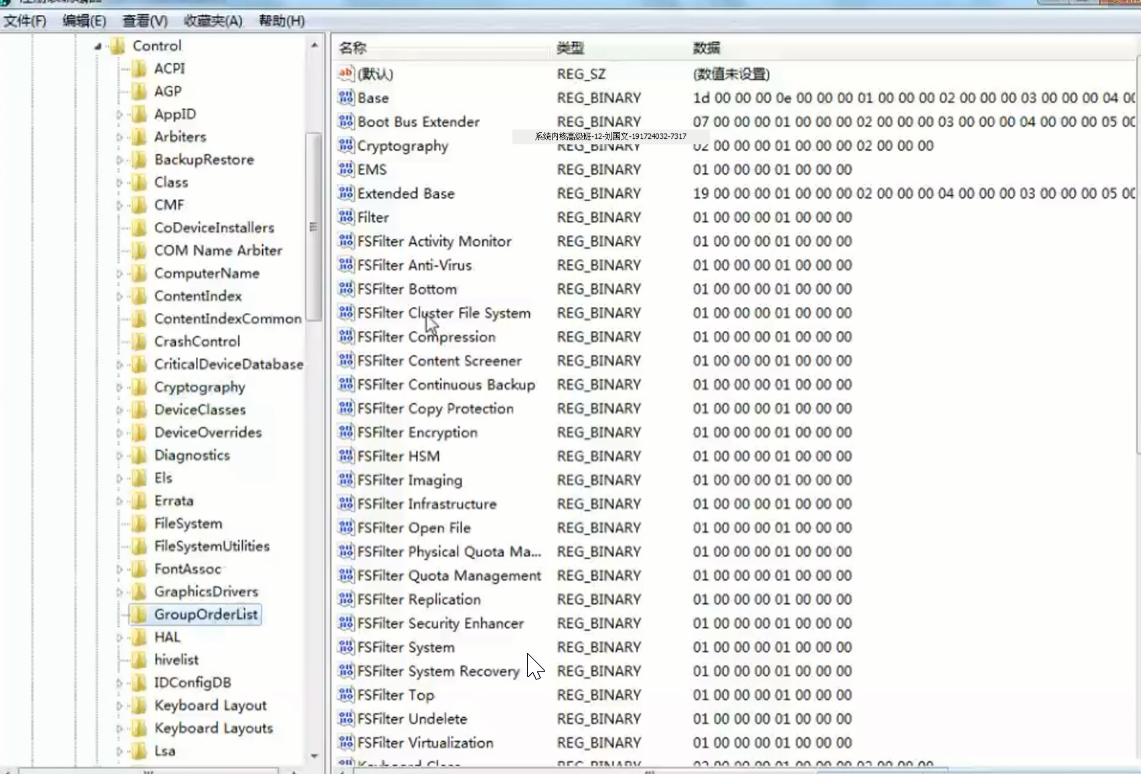 文件(F) 编辑(E) 查看(V) 收藏夹(A) 帮助(H)
Control
ACPI
AGP
AppID
Arbiters
BackupRestore
Class
CMF
CoDeviceInstallers
COM Name Arbiter
ComputerName
ContentIndex
ContentIndexCommon
CrashControl
CriticalDeviceDatabase
Cryptography
DeviceClasses
DeviceOverrides
Diagnostics
Els
Errata
FileSystem
FileSystemUtilities
FontAssoc
GraphicsDrivers
GroupOrderList
HAL
hivelist
IDConfigDB
Keyboard Layout
Keyboard Layouts
Lsa
名称 类型 数据
(默认) REG_SZ (数值未设置)
Base REG_BINARY 1d 00 00 00 0e 00 00 00 01 00 00 00 02 00 00 00 03 00 00 00 04 00
Boot Bus Extender REG_BINARY 07 00 00 00 01 00 00 00 02 00 00 00 03 00 00 00 04 00 00 00 05 00
系统内核高级班-12-刘国文-191724032-7317
Cryptography REG_BINARY 02 00 00 00 01 00 00 00 02 00 00 00
EMS REG_BINARY 01 00 00 00 01 00 00 00
Extended Base REG_BINARY 19 00 00 00 01 00 00 00 02 00 00 00 04 00 00 00 03 00 00 00 05 00
Filter REG_BINARY 01 00 00 00 01 00 00 00
FSFilter Activity Monitor REG_BINARY 01 00 00 00 01 00 00 00
FSFilter Anti-Virus REG_BINARY 01 00 00 00 01 00 00 00
FSFilter Bottom REG_BINARY 01 00 00 00 01 00 00 00
FSFilter Cluster File System REG_BINARY 01 00 00 00 01 00 00 00
FSFilter Compression REG_BINARY 01 00 00 00 01 00 00 00
FSFilter Content Screener REG_BINARY 01 00 00 00 01 00 00 00
FSFilter Continuous Backup REG_BINARY 01 00 00 00 01 00 00 00
FSFilter Copy Protection REG_BINARY 01 00 00 00 01 00 00 00
FSFilter Encryption REG_BINARY 01 00 00 00 01 00 00 00
FSFilter HSM REG_BINARY 01 00 00 00 01 00 00 00
FSFilter Imaging REG_BINARY 01 00 00 00 01 00 00 00
FSFilter Infrastructure REG_BINARY 01 00 00 00 01 00 00 00
FSFilter Open File REG_BINARY 01 00 00 00 01 00 00 00
FSFilter Physical Quota Ma... REG_BINARY 01 00 00 00 01 00 00 00
FSFilter Quota Management REG_BINARY 01 00 00 00 01 00 00 00
FSFilter Replication REG_BINARY 01 00 00 00 01 00 00 00
FSFilter Security Enhancer REG_BINARY 01 00 00 00 01 00 00 00
FSFilter System REG_BINARY 01 00 00 00 01 00 00 00
FSFilter System Recovery REG_BINARY 01 00 00 00 01 00 00 00
FSFilter Top REG_BINARY 01 00 00 00 01 00 00 00
FSFilter Undelete REG_BINARY 01 00 00 00 01 00 00 00
FSFilter Virtualization REG_BINARY 01 00 00 00 01 00 00 00